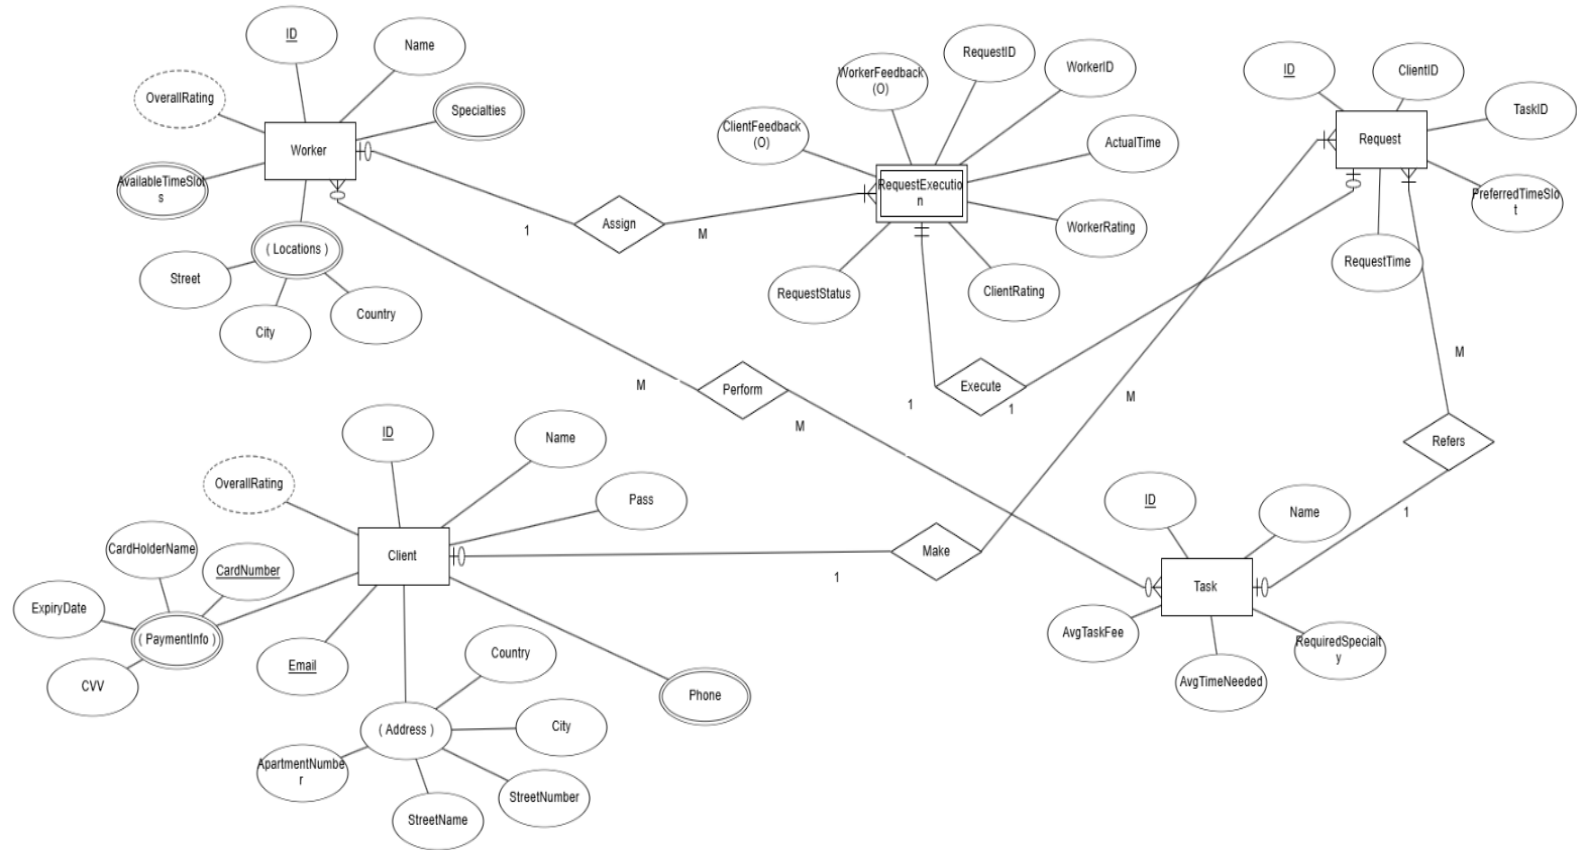 ID
Name
OverallRating
Specialties
Worker
AvailableTimeSlot
s
( Locations )
Street
City
Country
1
Assign
M
WorkerFeedback
(O)
RequestID
WorkerID
ClientFeedback
(O)
ActualTime
RequestExecutio
n
WorkerRating
RequestStatus
ClientRating
ID
ClientID
TaskID
Request
PreferredTimeSlo
t
RequestTime
M
Perform
M
1
Execute
1
M
M
Refers
1
ID
Name
OverallRating
Pass
CardHolderName
CardNumber
Client
ExpiryDate
( PaymentInfo )
CVV
Email
Country
Phone
( Address )
City
ApartmentNumbe
r
StreetNumber
StreetName
1
Make
ID
Name
Task
AvgTaskFee
RequiredSpecialt
y
AvgTimeNeeded